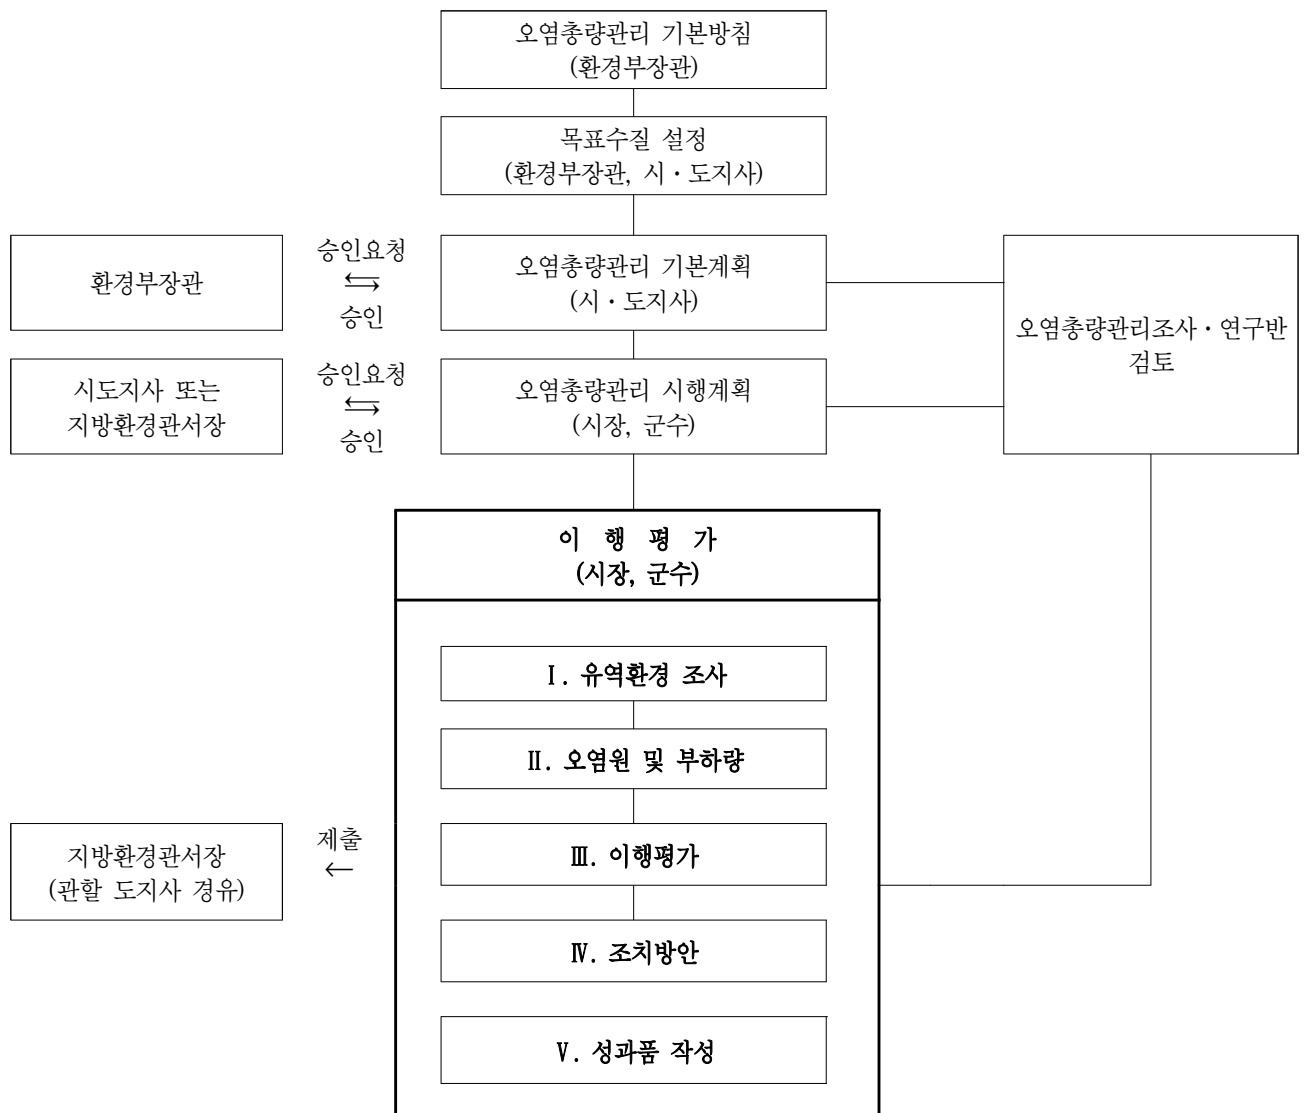 오염총량관리 기본방침
(환경부장관)
목표수질 설정
(환경부장관, 시·도지사)
환경부장관
승인요청
⇆
승인
오염총량관리 기본계획
(시·도지사)
오염총량관리조사·연구반
검토
시도지사 또는
지방환경관서장
승인요청
⇆
승인
오염총량관리 시행계획
(시장, 군수)
이 행 평 가
(시장, 군수)
Ⅰ. 유역환경 조사
Ⅱ. 오염원 및 부하량
Ⅲ. 이행평가
지방환경관서장
(관할 도지사 경유)
제출
←
Ⅳ. 조치방안
Ⅴ. 성과품 작성